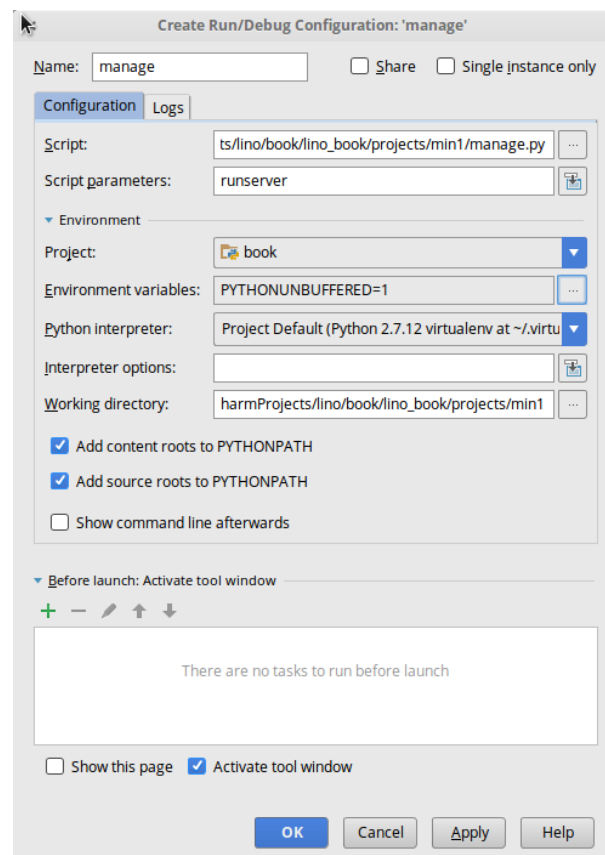 Create Run/Debug Configuration: 'manage'
Name: manage Share Single instance only
Configuration Logs
Script: ts/lino/book/lino_book/projects/min1/manage.py ...
Script parameters: runserver
Environment
Project: book
Environment variables: PYTHONUNBUFFERED=1 ...
Python interpreter: Project Default (Python 2.7.12 virtualenv at ~/.virtu
Interpreter options:
Working directory: harmProjects/lino/book/lino_book/projects/min1 ...
Add content roots to PYTHONPATH
Add source roots to PYTHONPATH
Show command line afterwards
Before launch: Activate tool window
There are no tasks to run before launch
Show this page Activate tool window
OK Cancel Apply Help